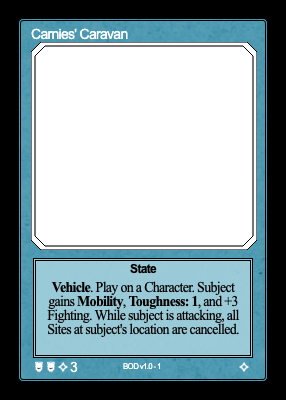 Carnies' Caravan
State
Vehicle. Play on a Character. Subject
gains Mobility, Toughness: 1, and +3
Fighting. While subject is attacking, all
Sites at subject's location are cancelled.
3
BOD v1.0 - 1